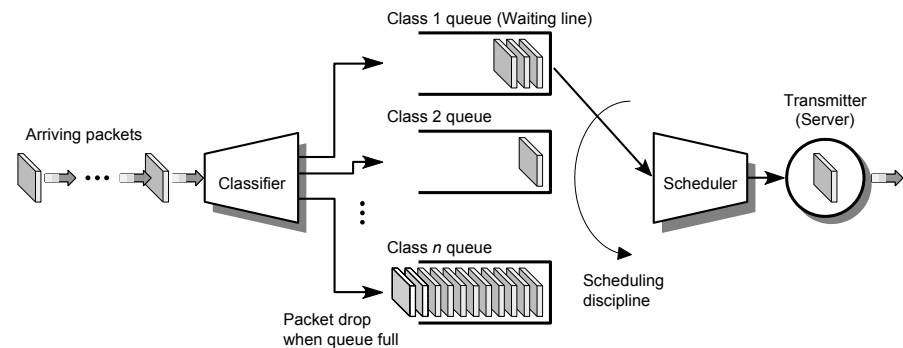 Class 1 queue (Waiting line)
Class 2 queue
Transmitter
(Server)
Arriving packets
Classifier
Scheduler
Class n queue
Scheduling
discipline
Packet drop
when queue full